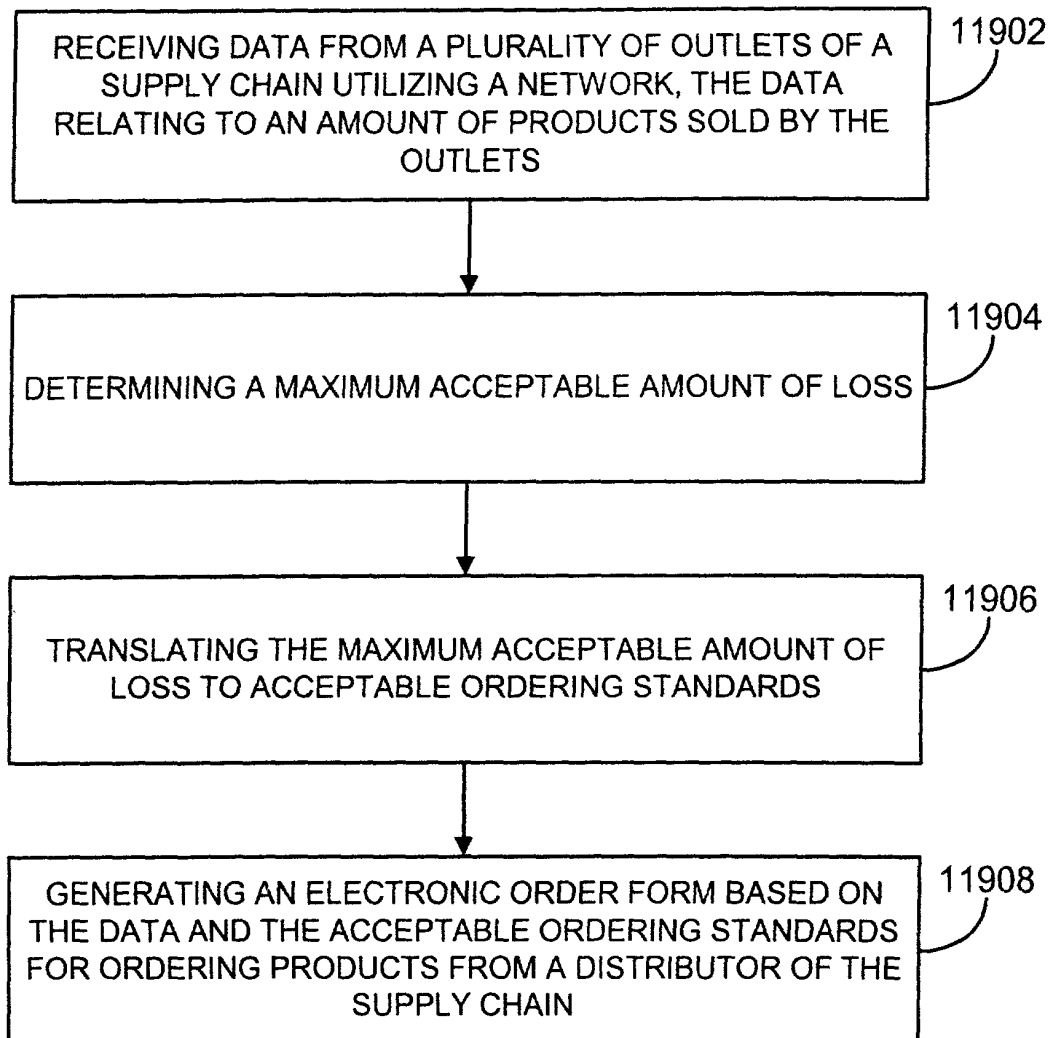 RECEIVING DATA FROM A PLURALITY OF OUTLETS OF A
SUPPLY CHAIN UTILIZING A NETWORK, THE DATA
RELATING TO AN AMOUNT OF PRODUCTS SOLD BY THE
OUTLETS
11902
DETERMINING A MAXIMUM ACCEPTABLE AMOUNT OF LOSS
11904
TRANSLATING THE MAXIMUM ACCEPTABLE AMOUNT OF
LOSS TO ACCEPTABLE ORDERING STANDARDS
11906
GENERATING AN ELECTRONIC ORDER FORM BASED ON
THE DATA AND THE ACCEPTABLE ORDERING STANDARDS
FOR ORDERING PRODUCTS FROM A DISTRIBUTOR OF THE
SUPPLY CHAIN
11908